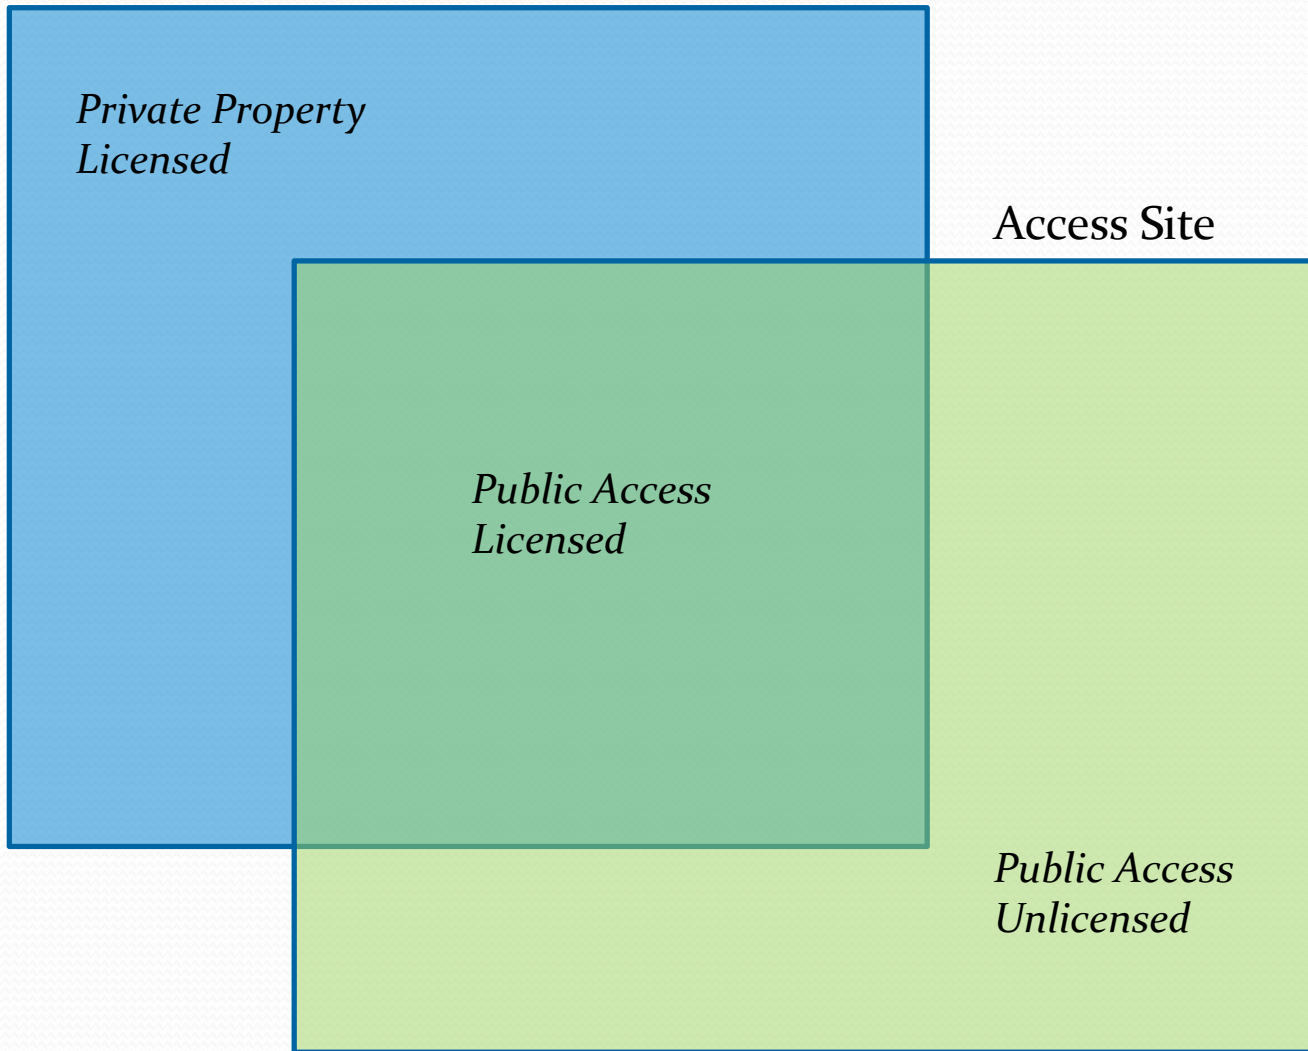 Private Property
Licensed
Access Site
Public Access
Licensed
Public Access
Unlicensed